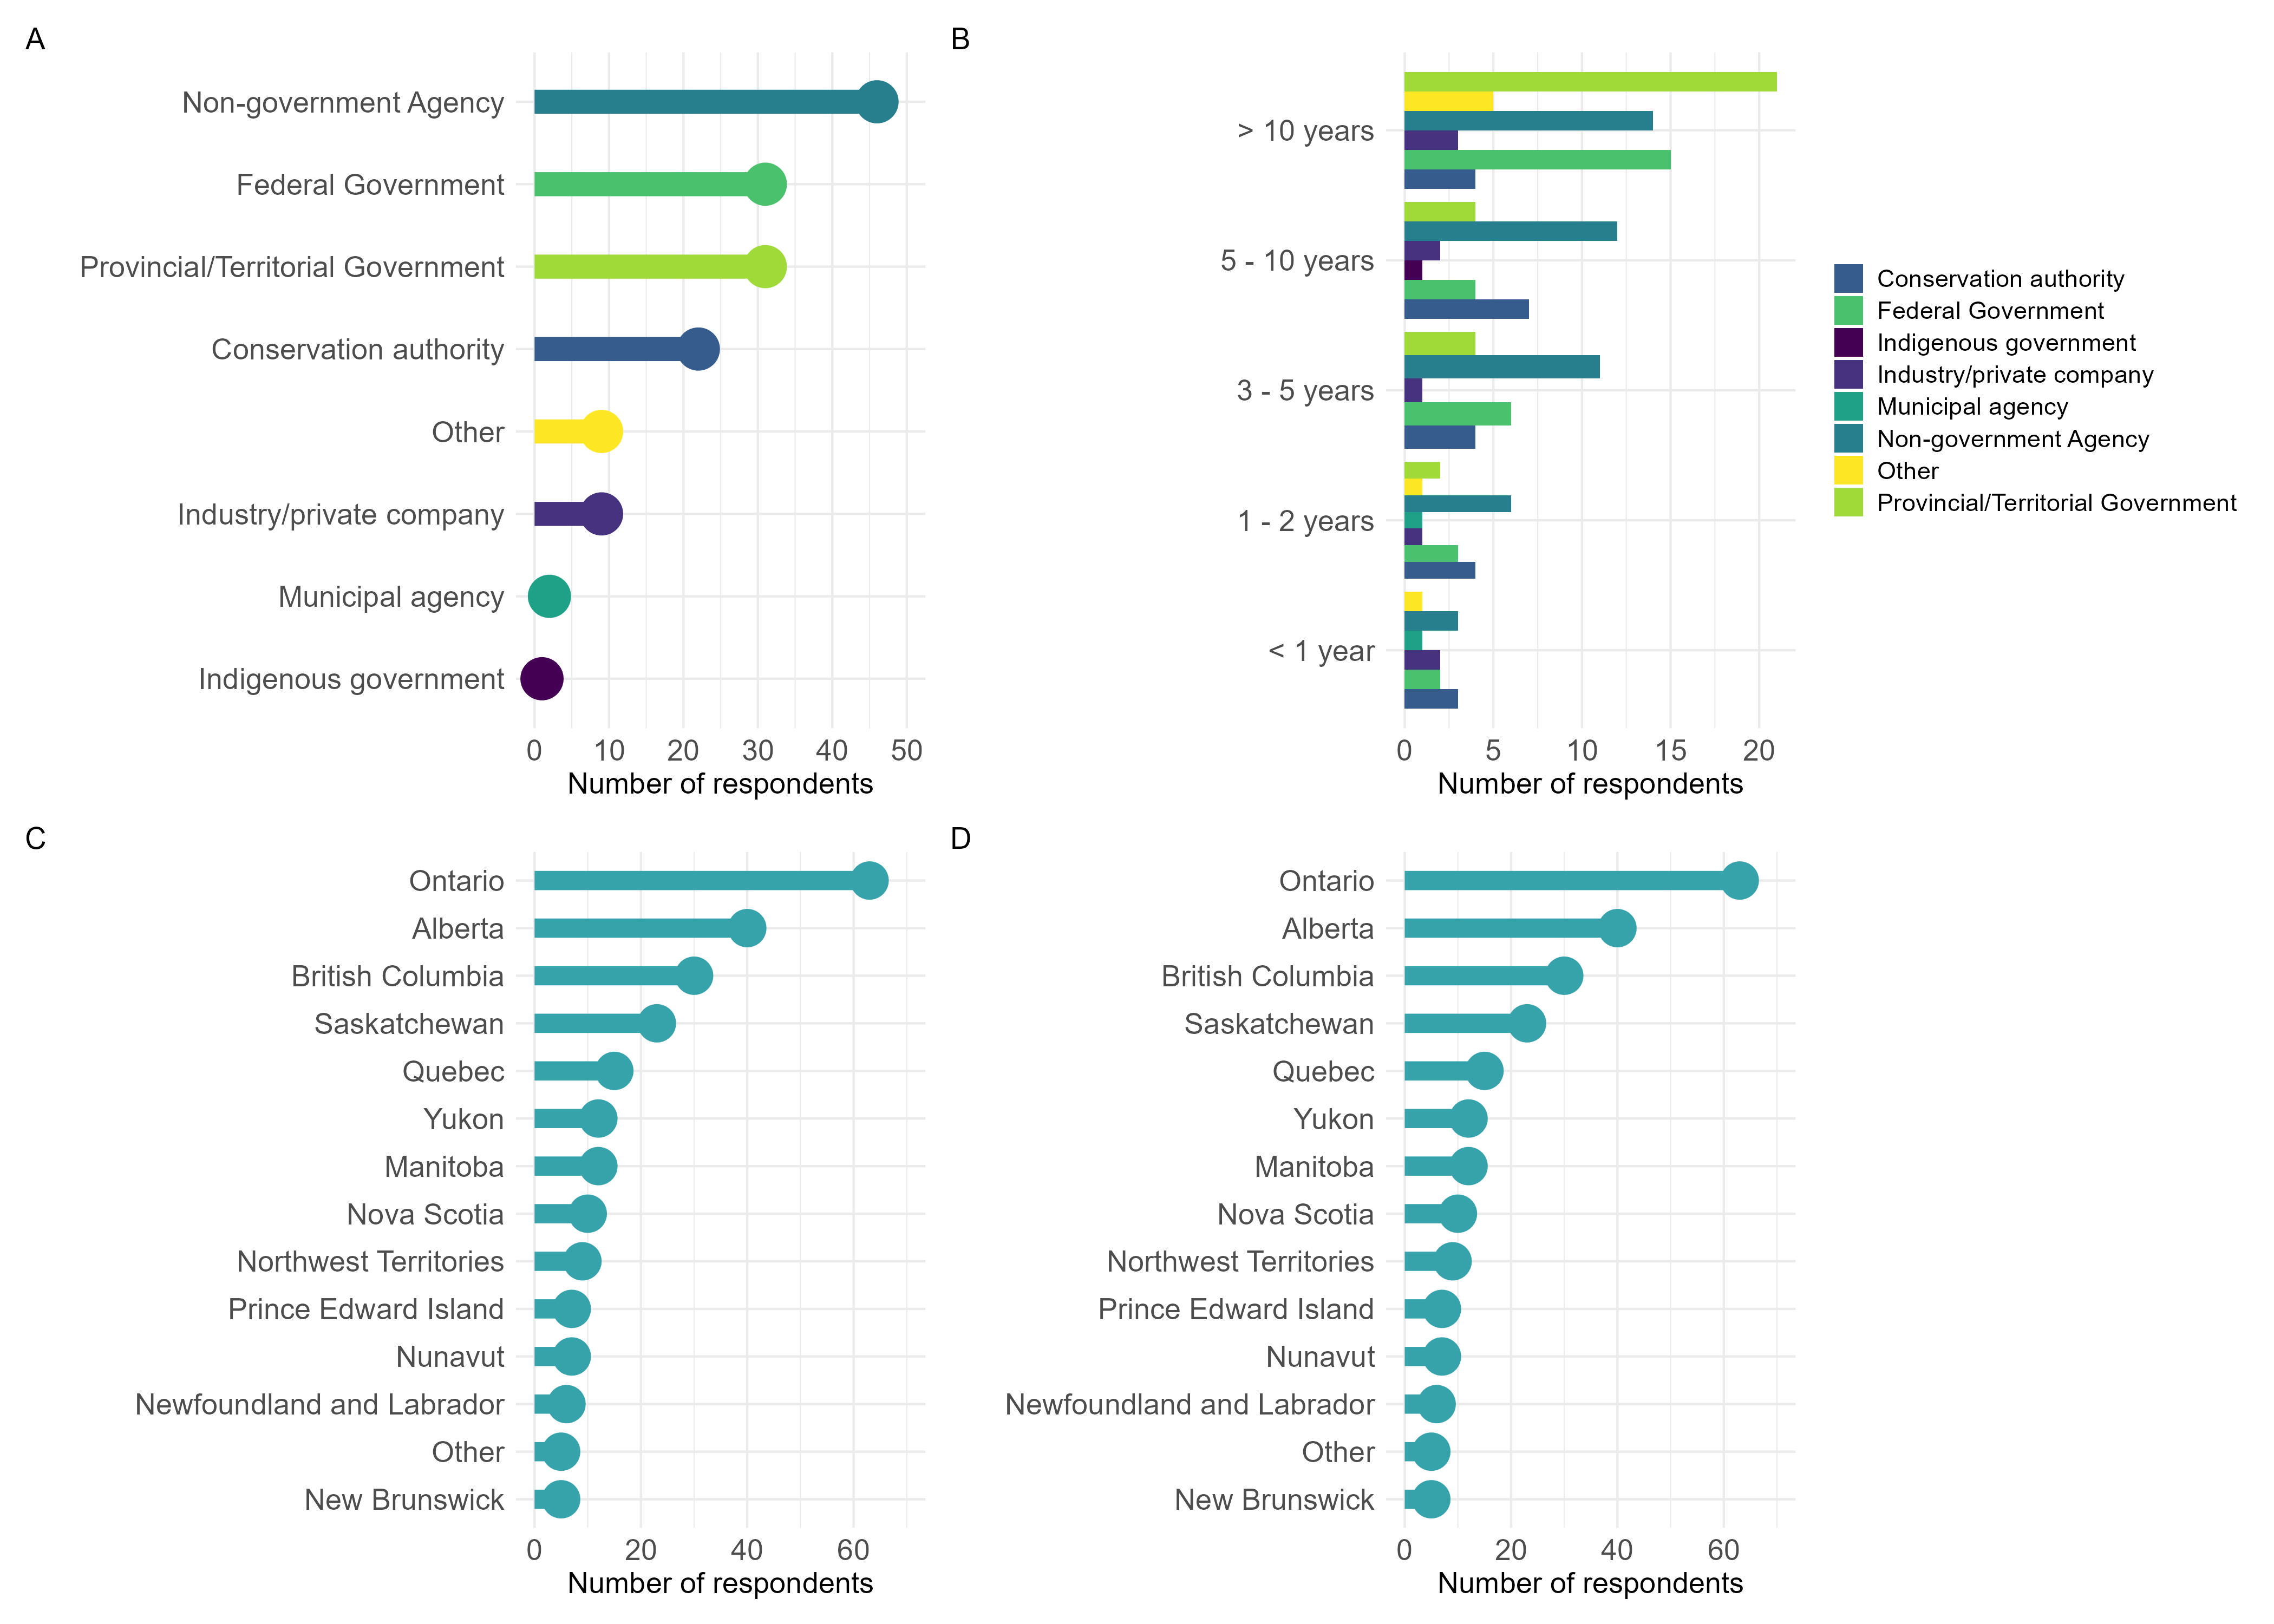 A
Non-government Agency
Federal Government
Provincial/Territorial Government
Conservation authority
Other
Industry/private company
Municipal agency
Indigenous government
0 10 20 30 40 50
Number of respondents
B
> 10 years
5 - 10 years
3 - 5 years
1 - 2 years
< 1 year
0 5 10 15 20
Number of respondents
Conservation authority
Federal Government
Indigenous government
Industry/private company
Municipal agency
Non-government Agency
Other
Provincial/Territorial Government
C
Ontario
Alberta
British Columbia
Saskatchewan
Quebec
Yukon
Manitoba
Nova Scotia
Northwest Territories
Prince Edward Island
Nunavut
Newfoundland and Labrador
Other
New Brunswick
0 20 40 60
Number of respondents
D
Ontario
Alberta
British Columbia
Saskatchewan
Quebec
Yukon
Manitoba
Nova Scotia
Northwest Territories
Prince Edward Island
Nunavut
Newfoundland and Labrador
Other
New Brunswick
0 20 40 60
Number of respondents